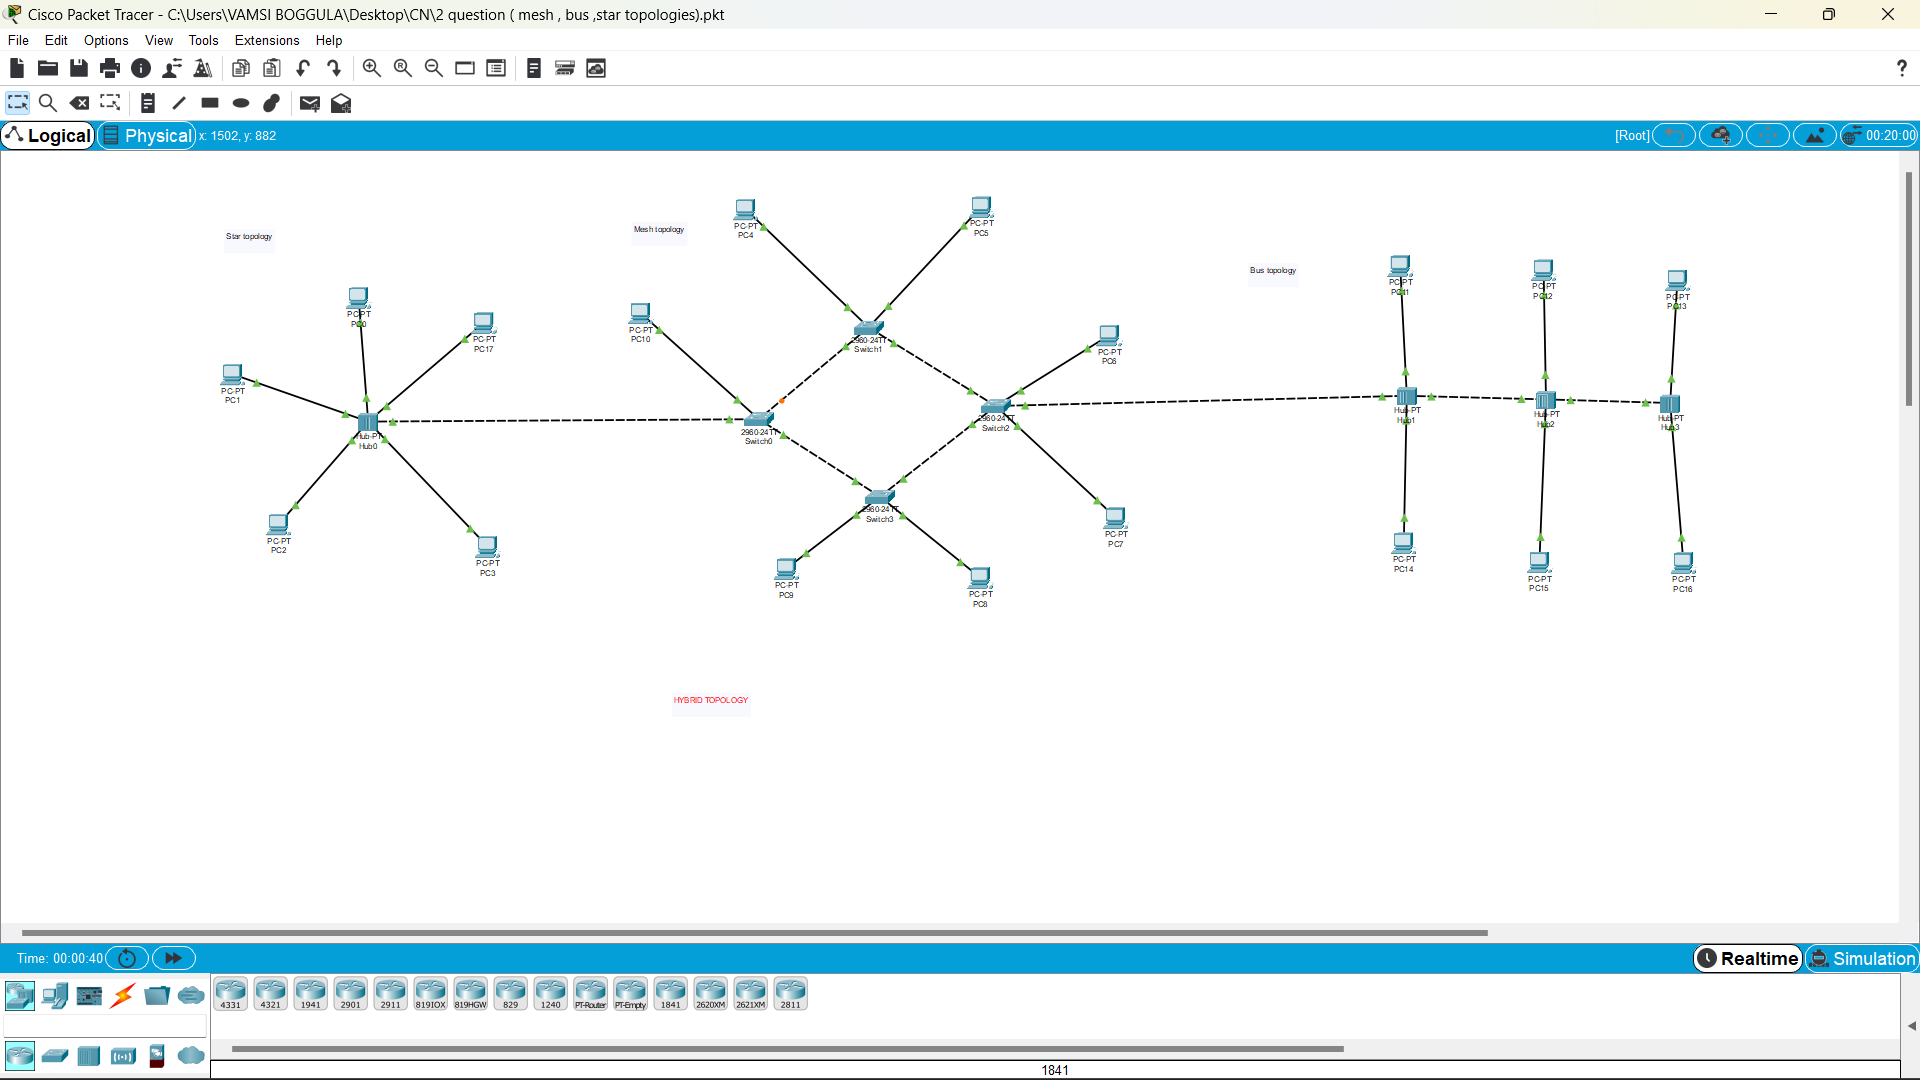 Cisco Packet Tracer - C:\Users\VAMSI BOGGULA\Desktop\CN\2 question ( mesh , bus ,star topologies).pkt
File Edit Options View Tools Extensions Help
?
Logical Physical x: 1502, y: 882 [Root] 00:20:00
Star topology
PC-PT
PC0
PC-PT
PC17
PC-PT
PC1
Hub-PT
Hub0
PC-PT
PC2
PC-PT
PC3
Mesh topology
PC-PT
PC4
PC-PT
PC5
PC-PT
PC10
2960-24TT
Switch1
PC-PT
PC6
2960-24TT
Switch0
2960-24TT
Switch2
2960-24TT
Switch3
PC-PT
PC7
PC-PT
PC9
PC-PT
PC8
Bus topology
PC-PT
PC11
PC-PT
PC12
PC-PT
PC13
Hub-PT
Hub1
Hub-PT
Hub2
Hub-PT
Hub3
PC-PT
PC14
PC-PT
PC15
PC-PT
PC16
HYBRID TOPOLOGY
Time: 00:00:40 Realtime Simulation
4331 4321 1941 2901 2911 819IOX 819HGW 829 1240 PT-Router PT-Empty 1841 2620XM 2621XM 2811
1841